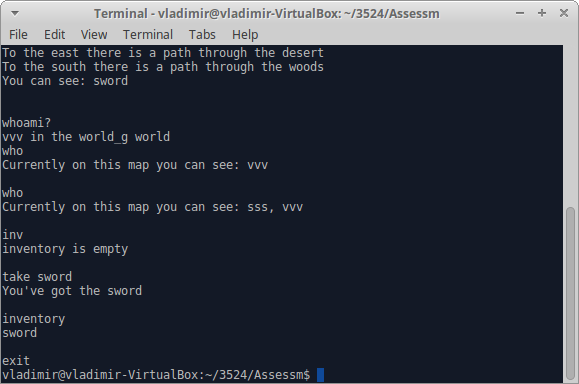 Terminal - vladimir@vladimir-VirtualBox: ~/3524/Assessm
File Edit View Terminal Tabs Help
To the east there is a path through the desert
To the south there is a path through the woods
You can see: sword
whoami?
vvv in the world_g world
who
Currently on this map you can see: vvv
who
Currently on this map you can see: sss, vvv
inv
inventory is empty
take sword
You've got the sword
inventory
sword
exit
vladimir@vladimir-VirtualBox:~/3524/Assessm$